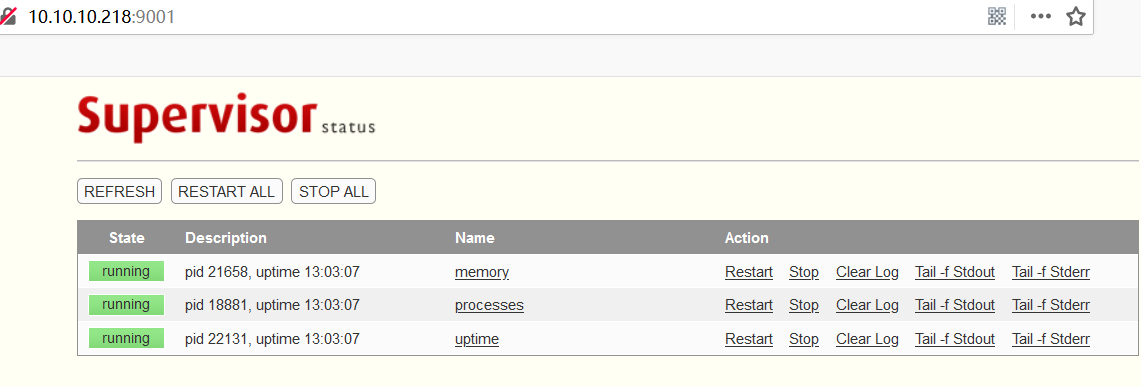 10.10.10.218:9001
Supervisor status
REFRESH RESTART ALL STOP ALL
State Description Name Action
running pid 21658, uptime 13:03:07 memory Restart Stop Clear Log Tail -f Stdout Tail -f Stderr
running pid 18881, uptime 13:03:07 processes Restart Stop Clear Log Tail -f Stdout Tail -f Stderr
running pid 22131, uptime 13:03:07 uptime Restart Stop Clear Log Tail -f Stdout Tail -f Stderr